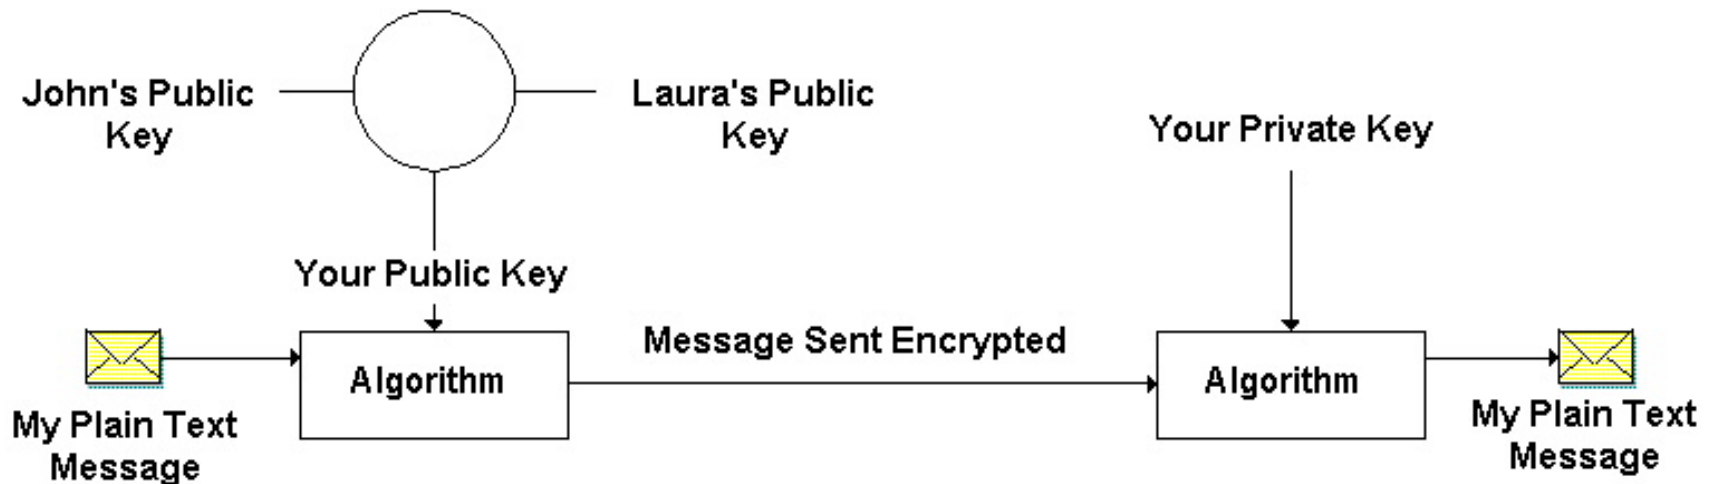 John's Public
Key
Laura's Public
Key
Your Private Key
Your Public Key
Message Sent Encrypted
Algorithm
Algorithm
My Plain Text
Message
My Plain Text
Message